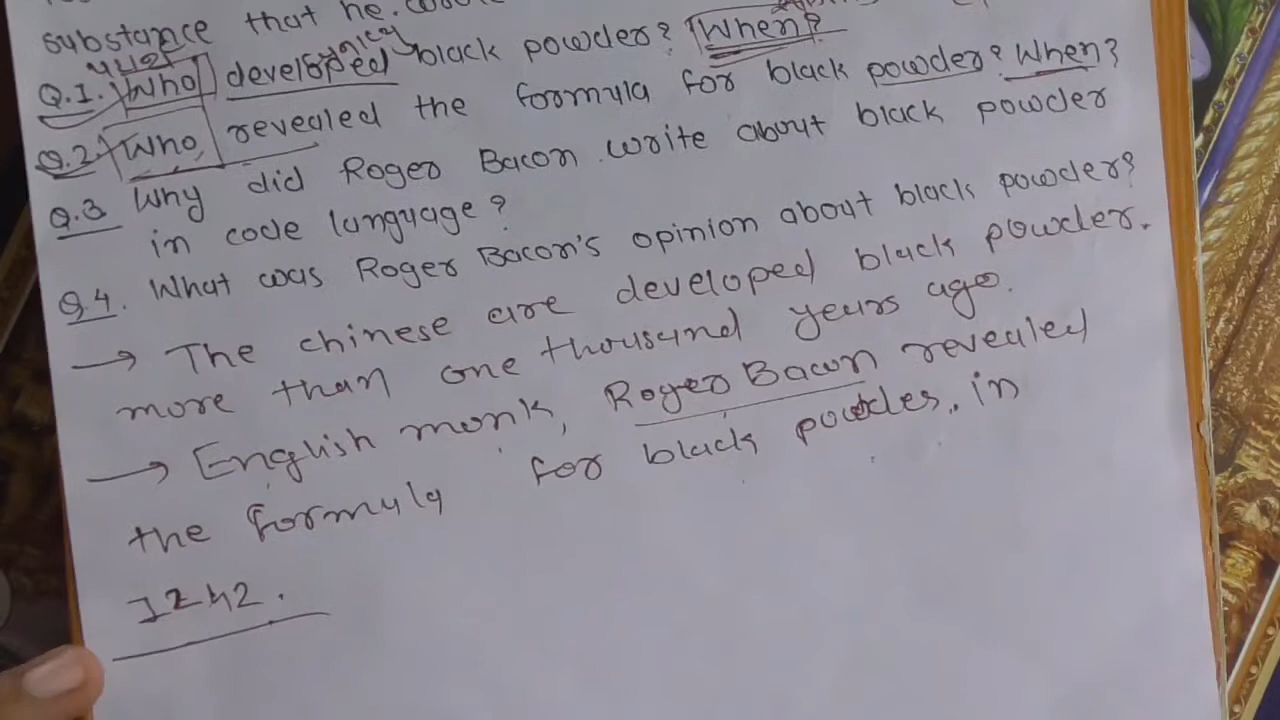 substance that he
Q.1. Who developed black powder? When?
Q.2 Who revealed the formula for black powder? When?
Q.3 Why did Roger Bacon write about black powder
in code language?
Q.4. What was Roger Bacon's opinion about black powder?
→ The chinese are developed black powder.
more than one thousand years ago.
→ English monk, Roger Bacon revealed
the formula for black powder. in
1242.